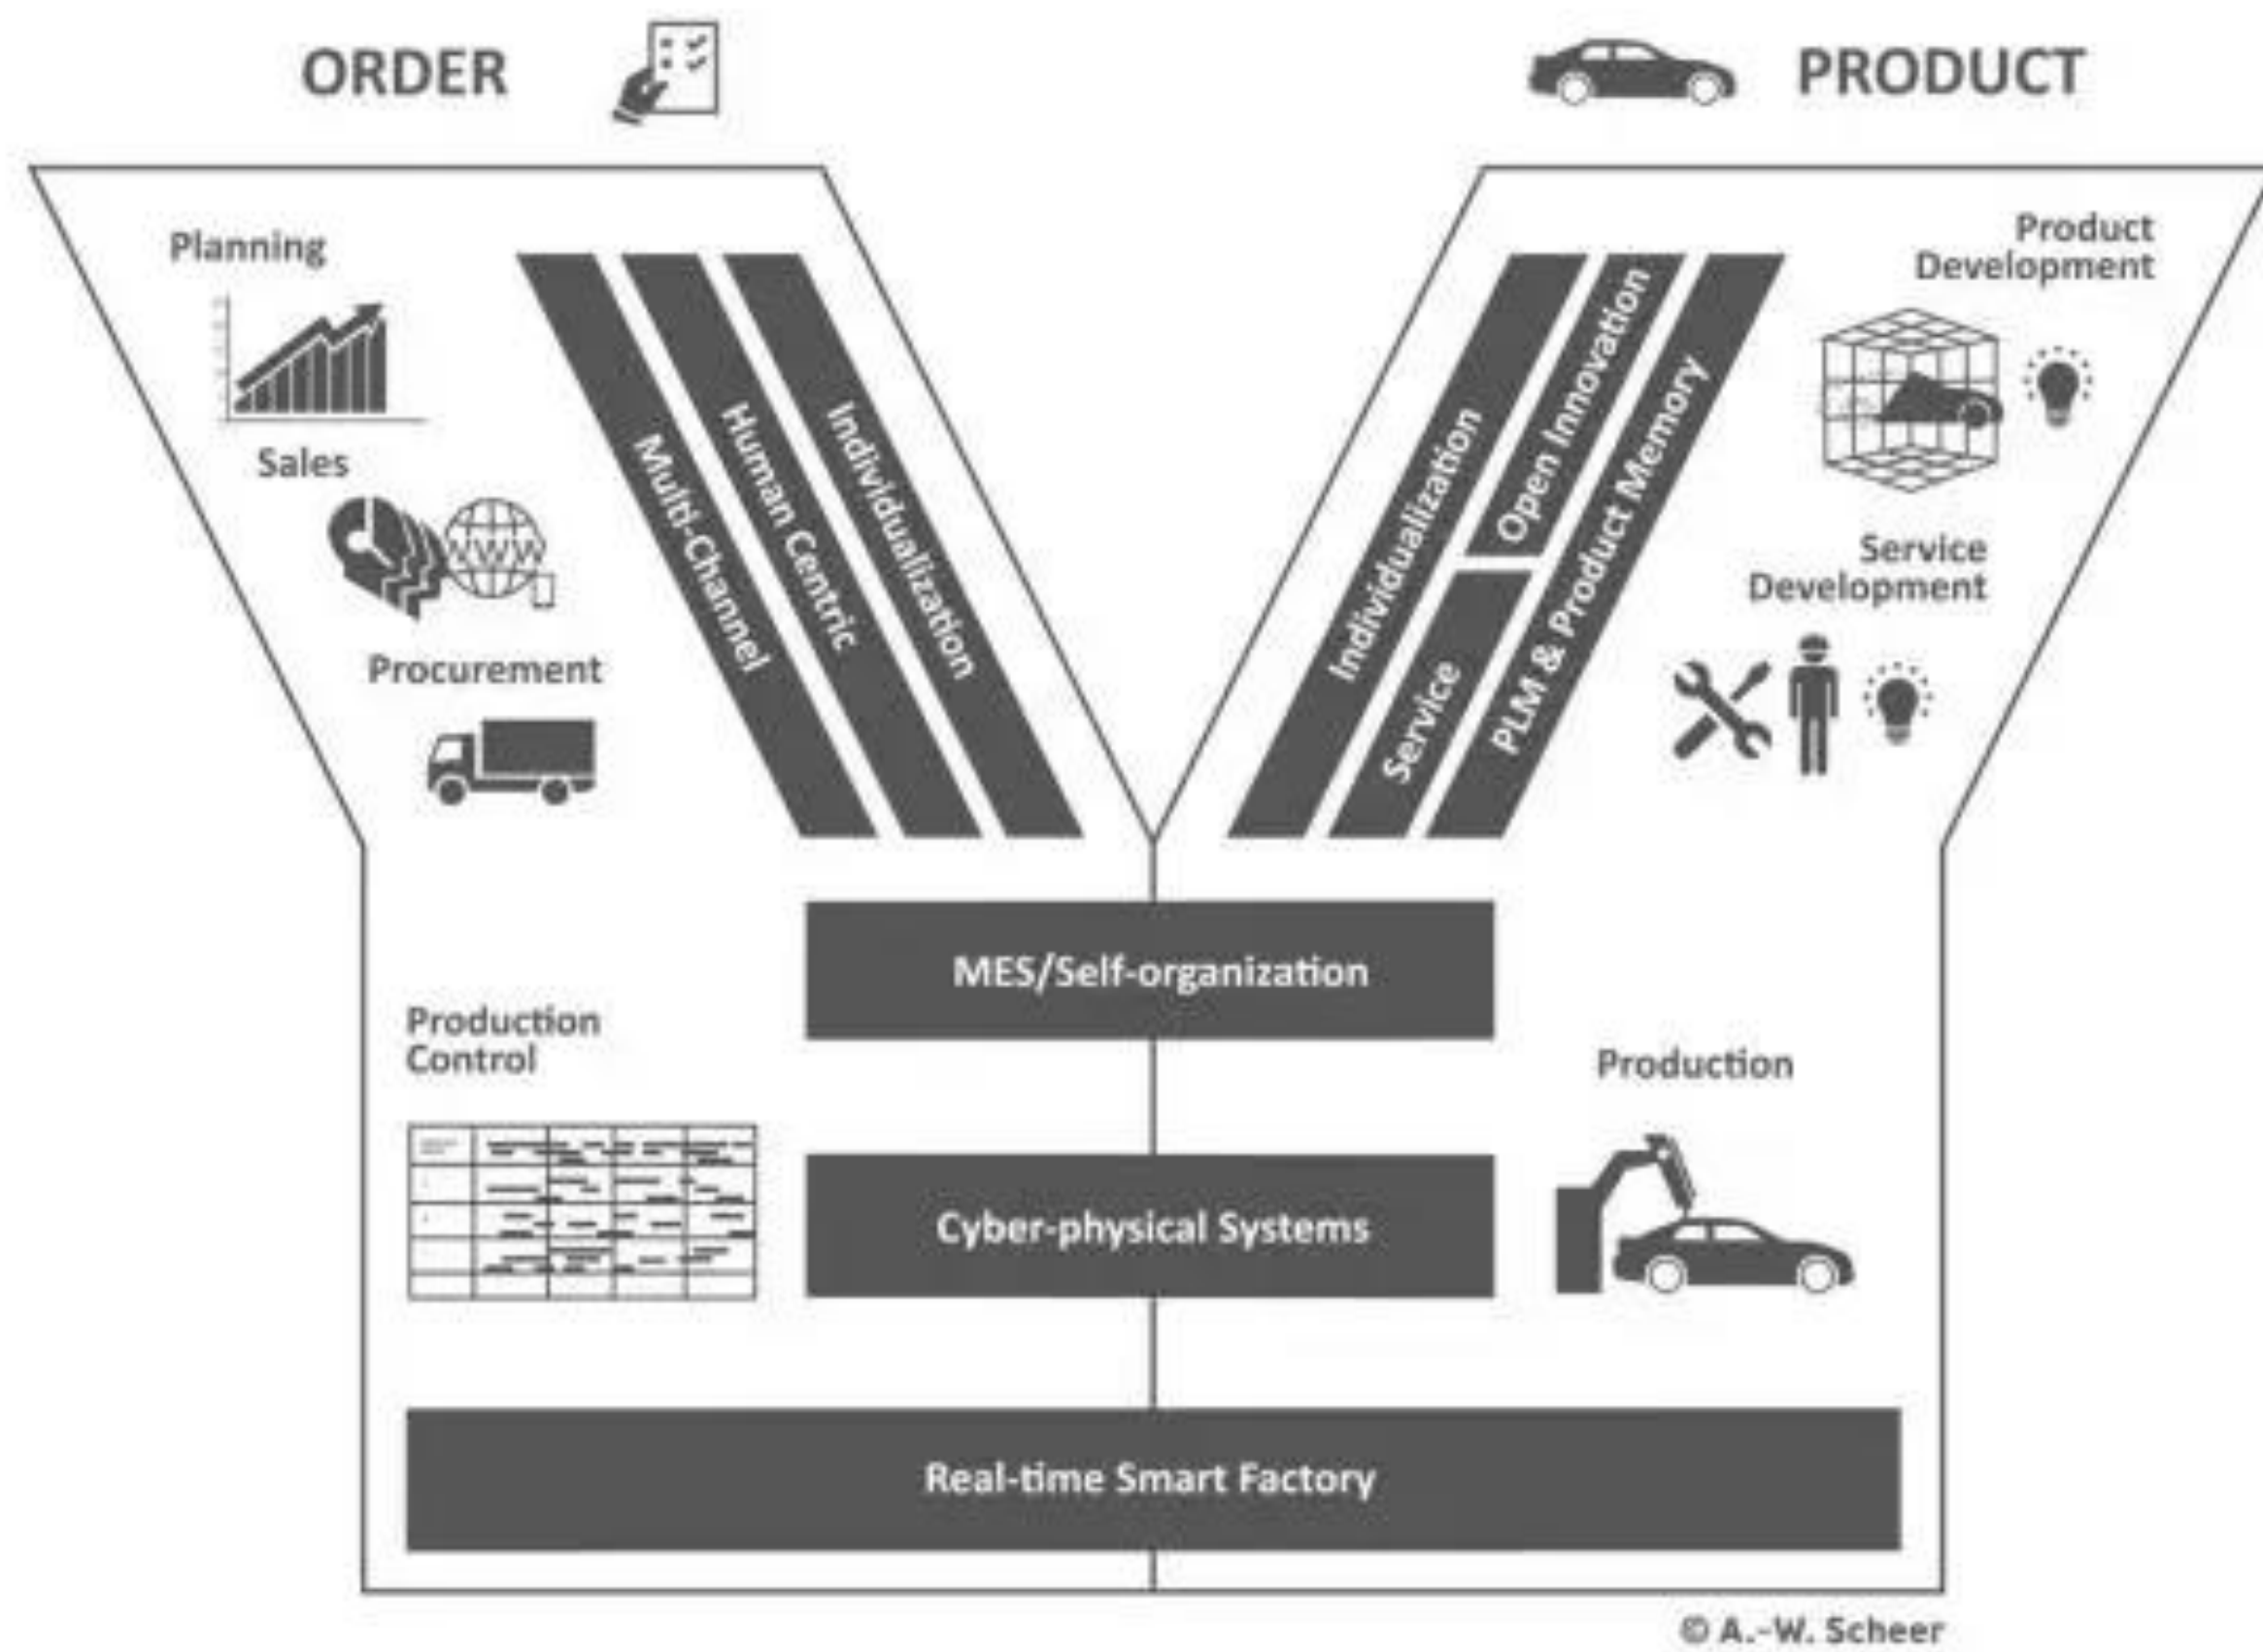 ORDER
PRODUCT
Planning
Sales
WWW
Procurement
Multi-Channel
Human Centric
Individualization
Individualization
Open Innovation
Service
PLM & Product Memory
Product
Development
Service
Development
MES/Self-organization
Production
Control
Cyber-physical Systems
Production
Real-time Smart Factory
© A.-W. Scheer